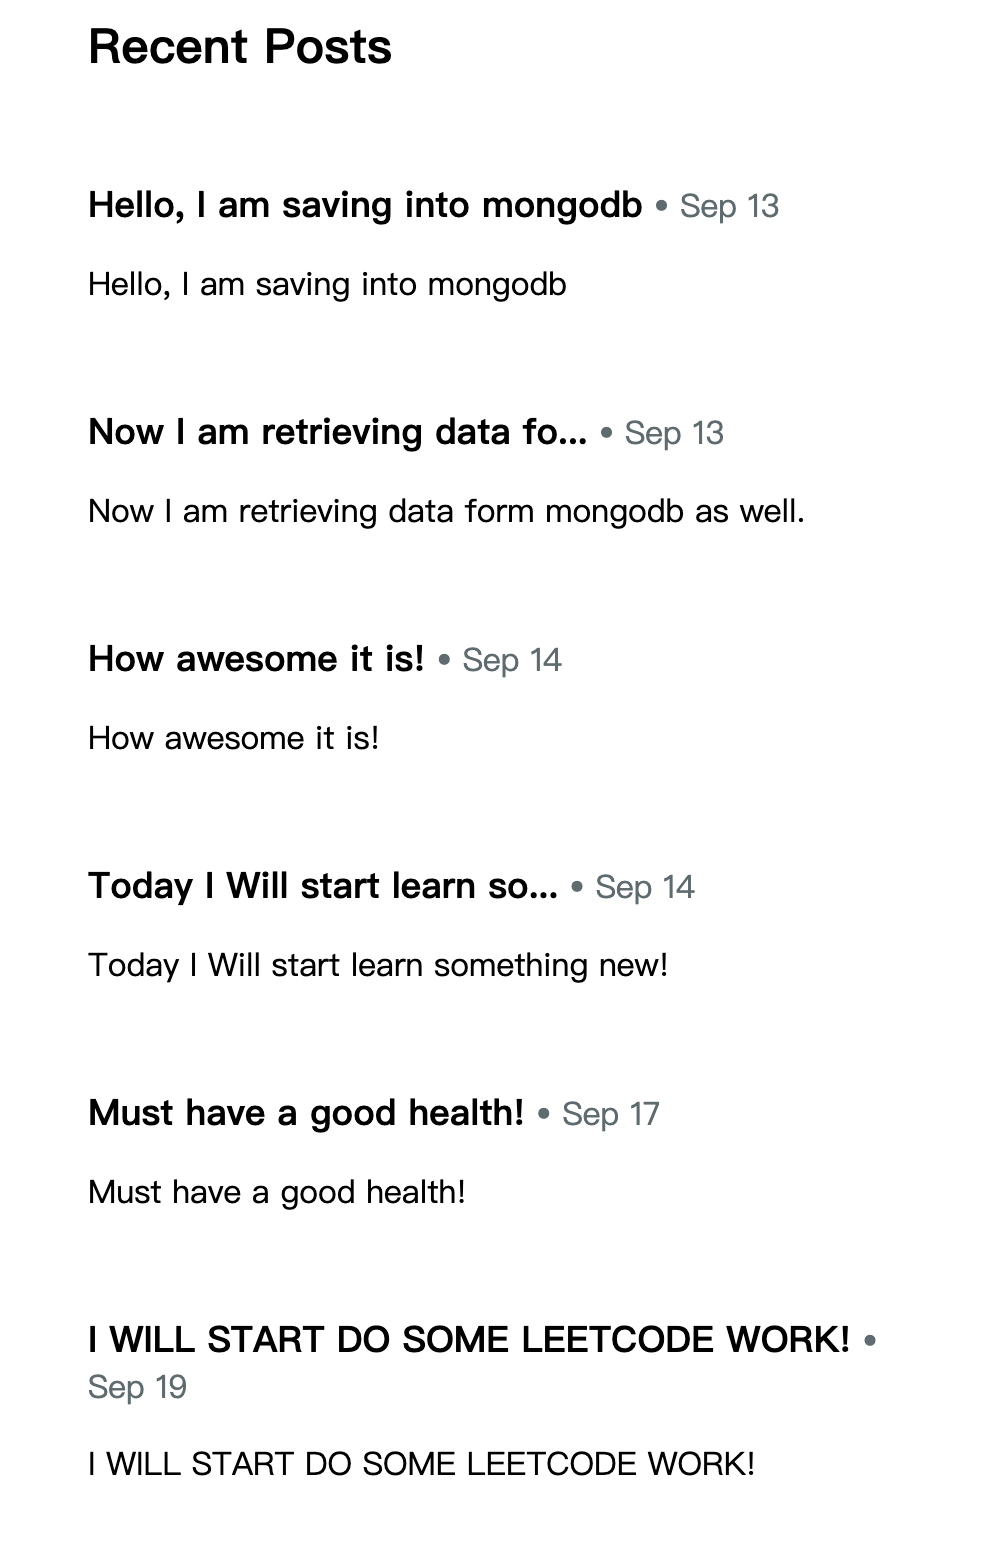 Recent Posts
Hello, I am saving into mongodb • Sep 13
Hello, I am saving into mongodb
Now I am retrieving data fo... • Sep 13
Now I am retrieving data form mongodb as well.
How awesome it is! • Sep 14
How awesome it is!
Today I Will start learn so... • Sep 14
Today I Will start learn something new!
Must have a good health! • Sep 17
Must have a good health!
I WILL START DO SOME LEETCODE WORK! •
Sep 19
I WILL START DO SOME LEETCODE WORK!